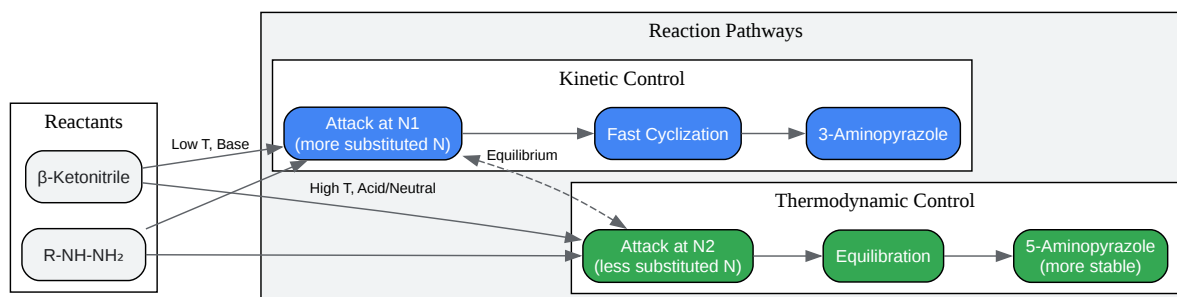 Reaction Pathways
Kinetic Control
Reactants
Attack at N1
(more substituted N)
Fast Cyclization
3-Aminopyrazole
Low T, Base
Equilibrium
β-Ketonitrile
High T, Acid/Neutral
Thermodynamic Control
R-NH-NH₂
Attack at N2
(less substituted N)
Equilibration
5-Aminopyrazole
(more stable)